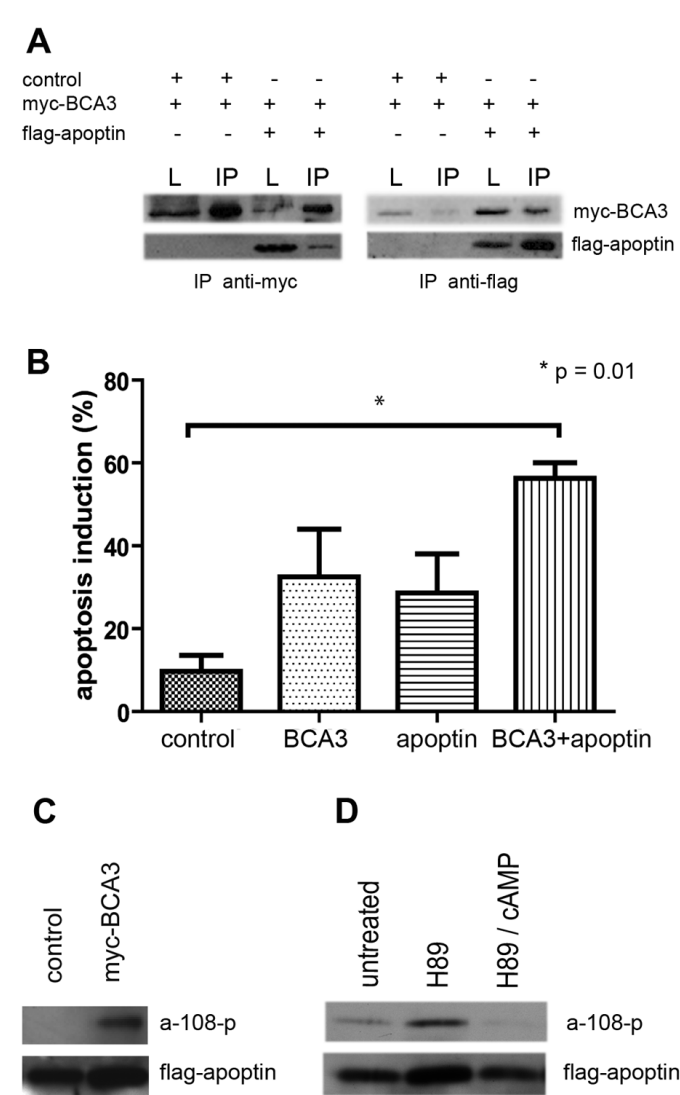 A
control + + - - + + - -
myc-BCA3 + + + + + + + +
flag-apoptin - - + + - - + +
L IP L IP L IP L IP
myc-BCA3
flag-apoptin
IP anti-myc IP anti-flag
B
* p = 0.01
*
apoptosis induction (%)
80
60
40
20
0
control BCA3 apoptin BCA3+apoptin
C D
control myc-BCA3 untreated H89 H89 / cAMP
a-108-p a-108-p
flag-apoptin flag-apoptin